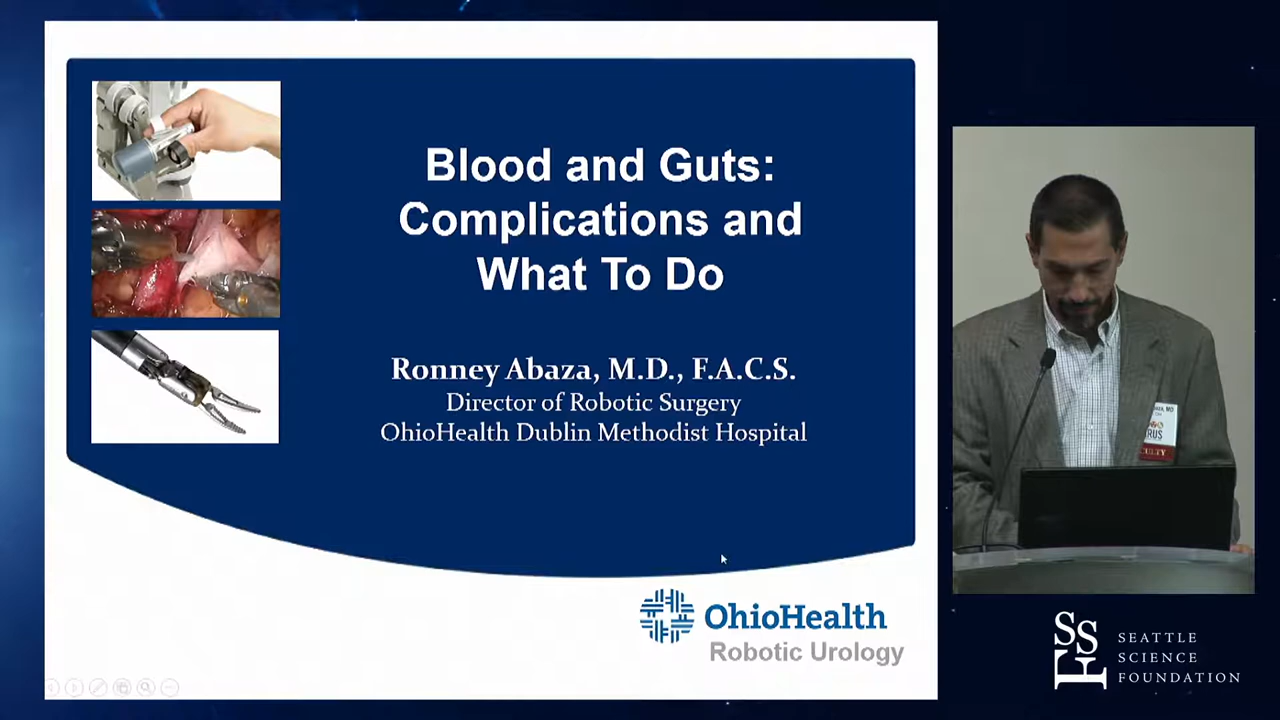 Blood and Guts:
Complications and
What To Do
Ronney Abaza, M.D., F.A.C.S.
Director of Robotic Surgery
OhioHealth Dublin Methodist Hospital
OhioHealth
Robotic Urology
SSF
SEATTLE
SCIENCE
FOUNDATION